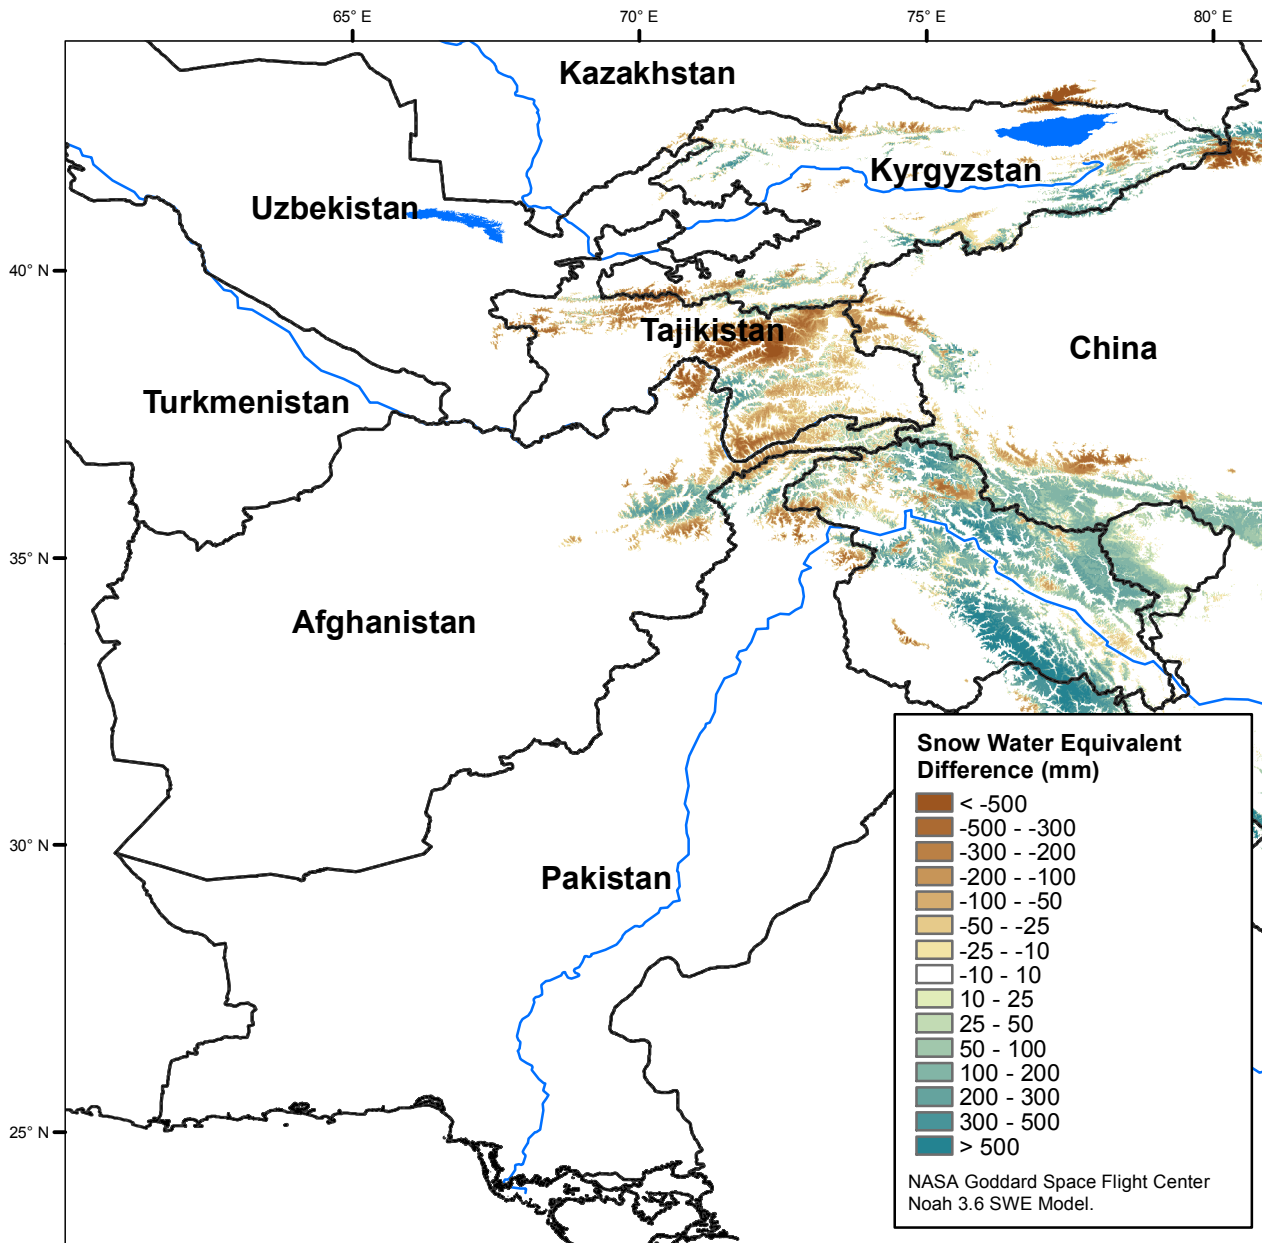 65° E
70° E
75° E
80° E
Kazakhstan
Kyrgyzstan
Uzbekistan
40° N
Tajikistan
China
Turkmenistan
35° N
Afghanistan
30° N
Pakistan
25° N
Snow Water Equivalent
Difference (mm)
< -500
-500 - -300
-300 - -200
-200 - -100
-100 - -50
-50 - -25
-25 - -10
-10 - 10
10 - 25
25 - 50
50 - 100
100 - 200
200 - 300
300 - 500
> 500
NASA Goddard Space Flight Center
Noah 3.6 SWE Model.